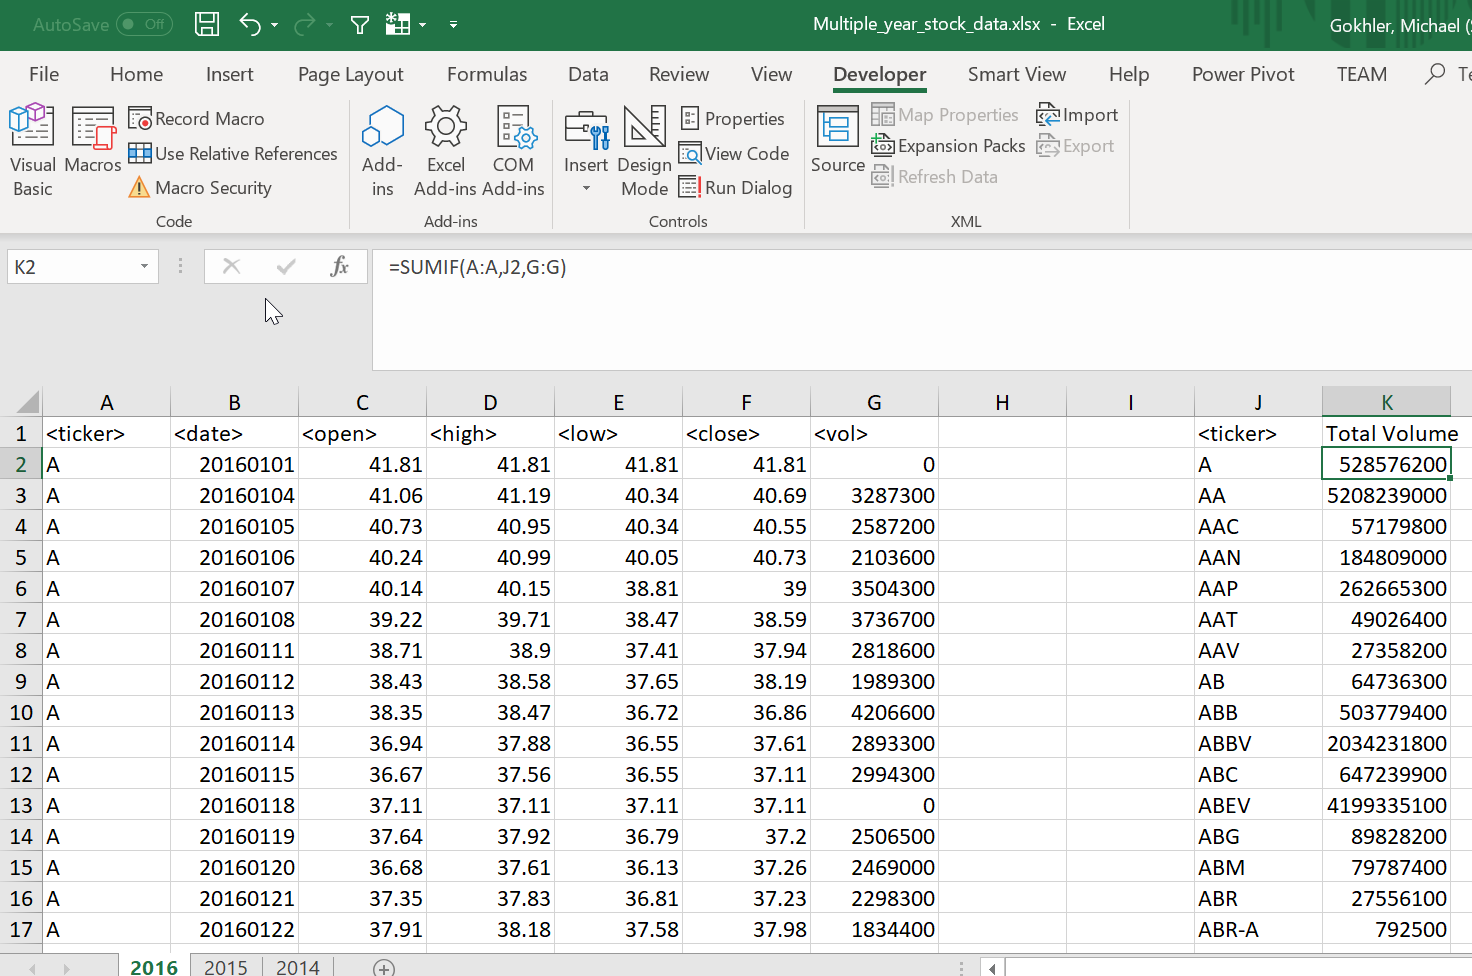 AutoSave Off Multiple_year_stock_data.xlsx - Excel Gokhler, Michael (
File Home Insert Page Layout Formulas Data Review View Developer Smart View Help Power Pivot TEAM Te
Visual Basic
Macros
Record Macro
Use Relative References
Macro Security
Code
Add-ins
Excel Add-ins
COM Add-ins
Add-ins
Insert
Design Mode
Properties
View Code
Run Dialog
Controls
Source
Map Properties
Expansion Packs
Refresh Data
Import
Export
XML
K2 fx =SUMIF(A:A,J2,G:G)
A B C D E F G H I J K
1 <ticker> <date> <open> <high> <low> <close> <vol> <ticker> Total Volume
2 A 20160101 41.81 41.81 41.81 41.81 0 A 528576200
3 A 20160104 41.06 41.19 40.34 40.69 3287300 AA 5208239000
4 A 20160105 40.73 40.95 40.34 40.55 2587200 AAC 57179800
5 A 20160106 40.24 40.99 40.05 40.73 2103600 AAN 184809000
6 A 20160107 40.14 40.15 38.81 39 3504300 AAP 262665300
7 A 20160108 39.22 39.71 38.47 38.59 3736700 AAT 49026400
8 A 20160111 38.71 38.9 37.41 37.94 2818600 AAV 27358200
9 A 20160112 38.43 38.58 37.65 38.19 1989300 AB 64736300
10 A 20160113 38.35 38.47 36.72 36.86 4206600 ABB 503779400
11 A 20160114 36.94 37.88 36.55 37.61 2893300 ABBV 2034231800
12 A 20160115 36.67 37.56 36.55 37.11 2994300 ABC 647239900
13 A 20160118 37.11 37.11 37.11 37.11 0 ABEV 4199335100
14 A 20160119 37.64 37.92 36.79 37.2 2506500 ABG 89828200
15 A 20160120 36.68 37.61 36.13 37.26 2469000 ABM 79787400
16 A 20160121 37.35 37.83 36.81 37.23 2298300 ABR 27556100
17 A 20160122 37.91 38.18 37.58 37.98 1834400 ABR-A 792500
2016 2015 2014